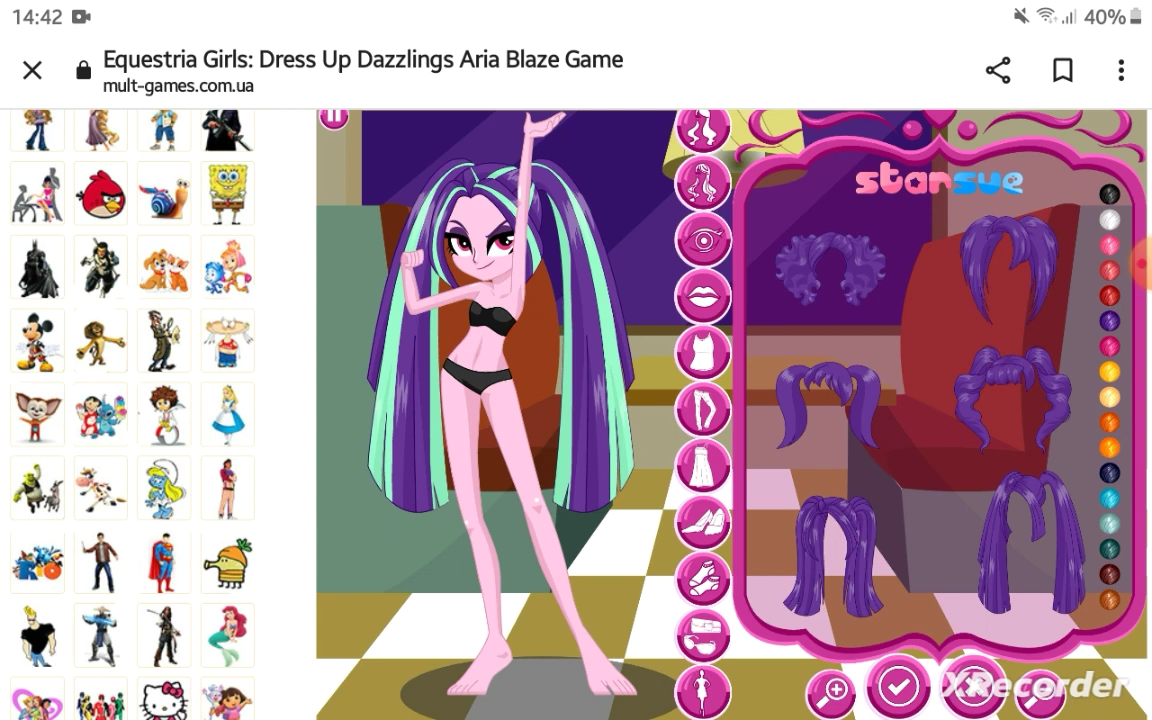 14:42
40%
Equestria Girls: Dress Up Dazzlings Aria Blaze Game
mult-games.com.ua
starsue
XRecorder